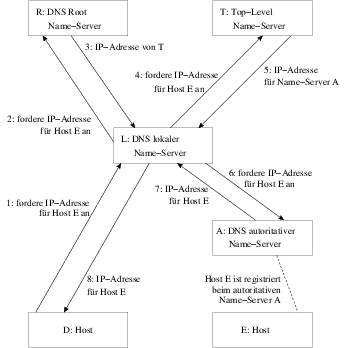 R: DNS Root
Name-Server
T: Top-Level
Name-Server
3: IP-Adresse von T
4: fordere IP-Adresse
für Host E an
5: IP-Adresse
für Name-Server A
2: fordere IP-Adresse
für Host E an
L: DNS lokaler
Name-Server
6: fordere IP-Adresse
für Host E an
7: IP-Adresse
für Host E
1: fordere IP-Adresse
für Host E an
A: DNS autoritativer
Name-Server
8: IP-Adresse
für Host E
Host E ist registriert
beim autoritativen
Name-Server A
D: Host
E: Host